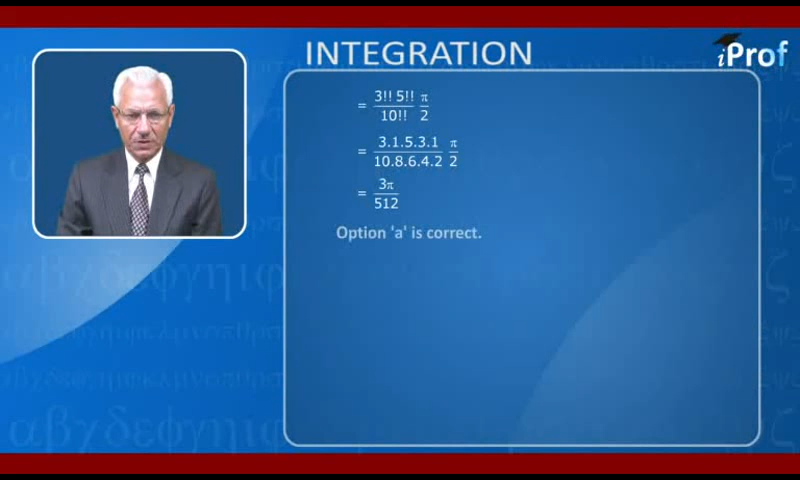 INTEGRATION
iProf
= 3!! 5!! / 10!! π / 2
= 3.1.5.3.1 / 10.8.6.4.2 π / 2
= 3π / 512
Option 'a' is correct.